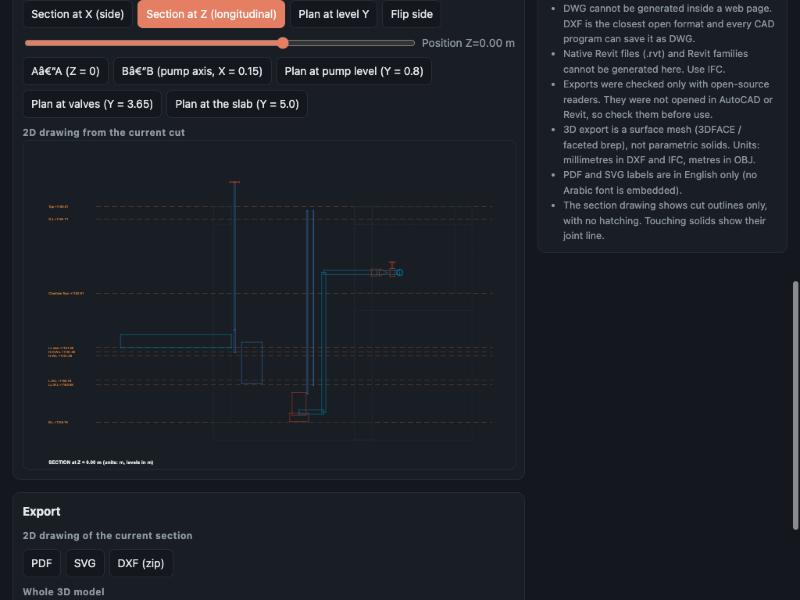 Section at X (side)
Section at Z (longitudinal)
Plan at level Y
Flip side
Position Z=0.00 m
Aâ€"A (Z = 0)
Bâ€"B (pump axis, X = 0.15)
Plan at pump level (Y = 0.8)
Plan at valves (Y = 3.65)
Plan at the slab (Y = 5.0)
2D drawing from the current cut
SECTION at Z = 0.00 m (units: m, levels in m)
Export
2D drawing of the current section
PDF
SVG
DXF (zip)
Whole 3D model
DWG cannot be generated inside a web page.
DXF is the closest open format and every CAD
program can save it as DWG.
Native Revit files (.rvt) and Revit families
cannot be generated here. Use IFC.
Exports were checked only with open-source
readers. They were not opened in AutoCAD or
Revit, so check them before use.
3D export is a surface mesh (3DFACE /
faceted brep), not parametric solids. Units:
millimetres in DXF and IFC, metres in OBJ.
PDF and SVG labels are in English only (no
Arabic font is embedded).
The section drawing shows cut outlines only,
with no hatching. Touching solids show their
joint line.